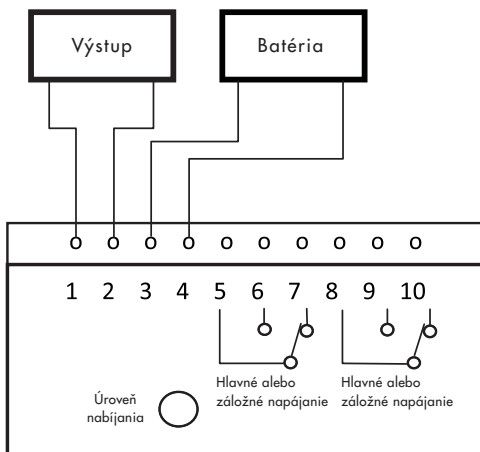 Výstup
Batéria
1 2 3 4 5 6 7 8 9 10
Úroveň
nabíjania
Hlavné alebo
záložné napájanie
Hlavné alebo
záložné napájanie